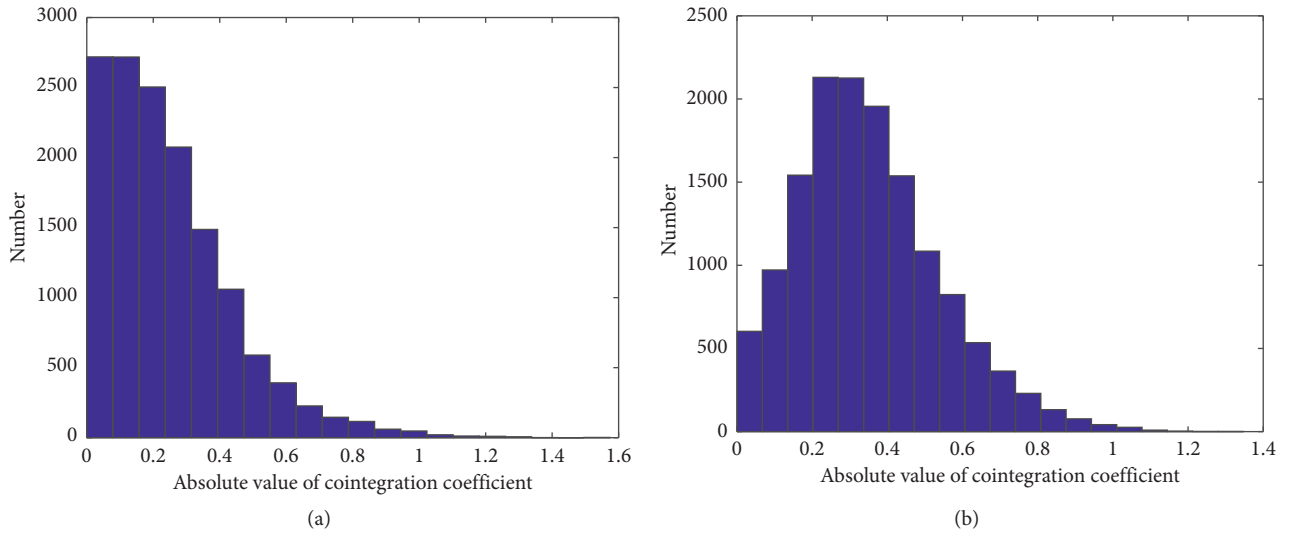 3000
2500
2000
1500
1000
500
0
Number
0 0.2 0.4 0.6 0.8 1 1.2 1.4 1.6
Absolute value of cointegration coefficient
(a)
2500
2000
1500
1000
500
0
Number
0 0.2 0.4 0.6 0.8 1 1.2 1.4
Absolute value of cointegration coefficient
(b)